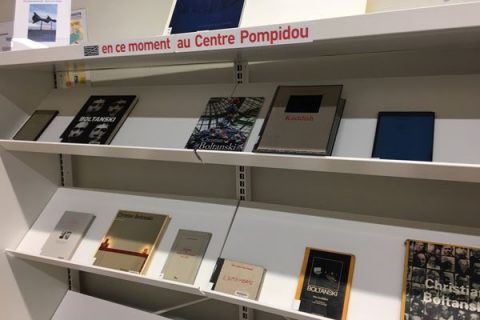 en ce moment au Centre Pompidou
BOLTANSKI
Boltanski
Kaddish
Christian Boltanski
BOLTANSKI
Christian
Boltanski